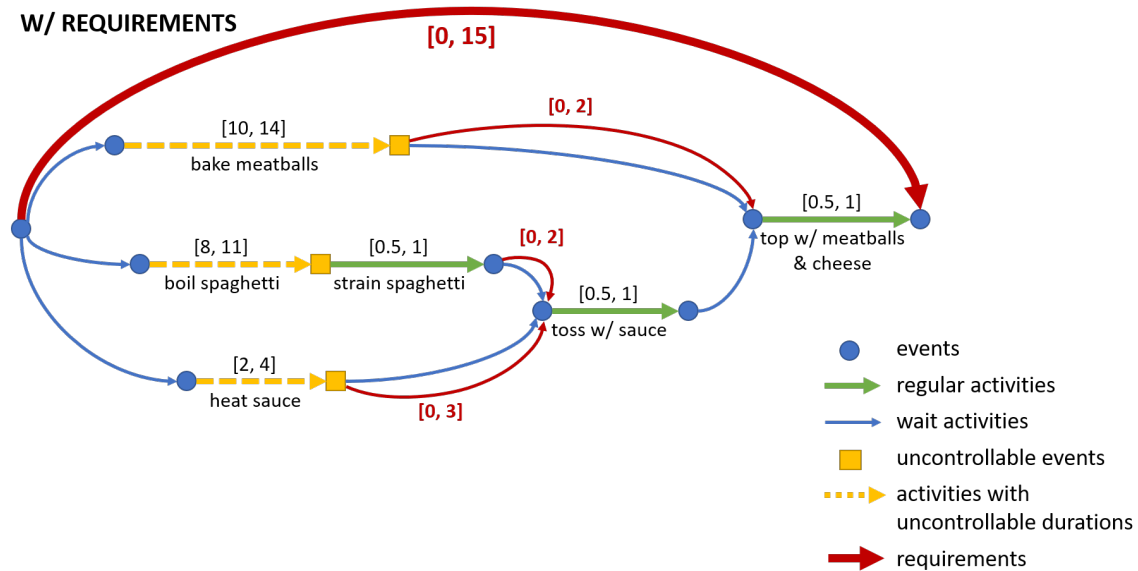 W/ REQUIREMENTS
[0, 15]
[0, 2]
[10, 14]
bake meatballs
[0.5, 1]
top w/ meatballs
& cheese
[0, 2]
[8, 11]
boil spaghetti
[0.5, 1]
strain spaghetti
[0.5, 1]
toss w/ sauce
[2, 4]
heat sauce
[0, 3]
events
regular activities
wait activities
uncontrollable events
activities with
uncontrollable durations
requirements